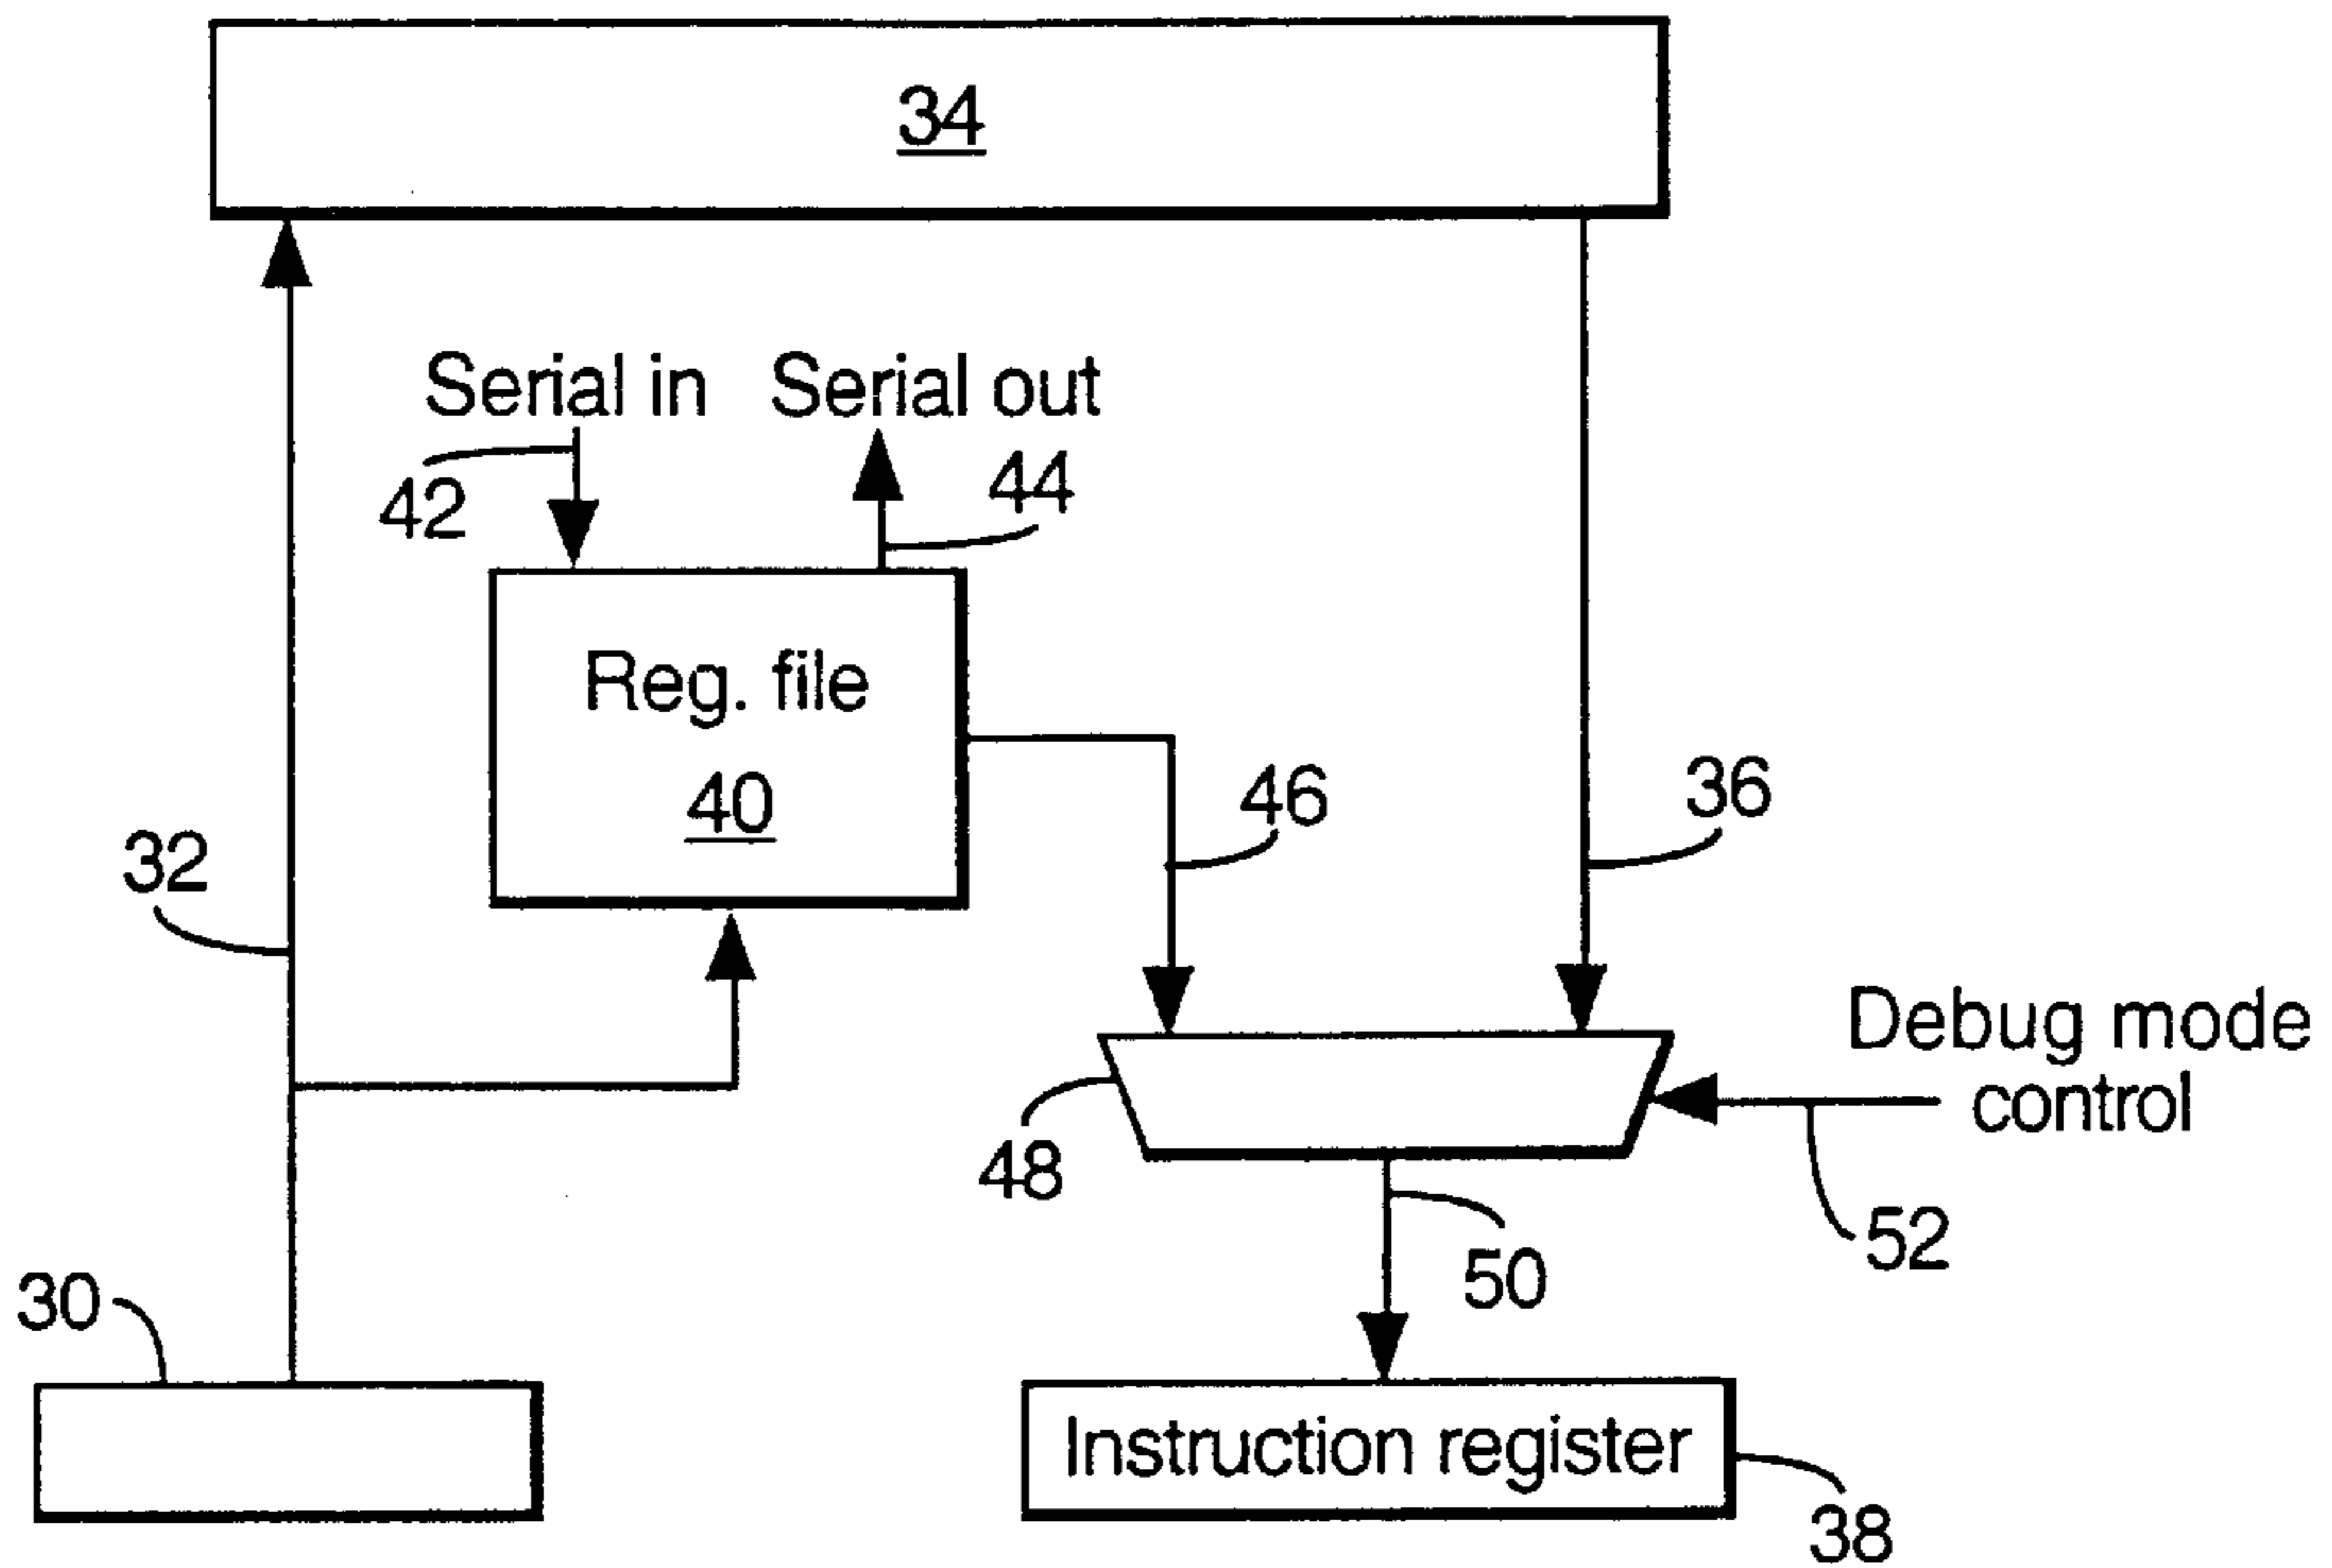 34
Serial in
Serial out
42
44
Reg. file
40
46
36
32
Debug mode
control
48
50
52
30
Instruction register
38